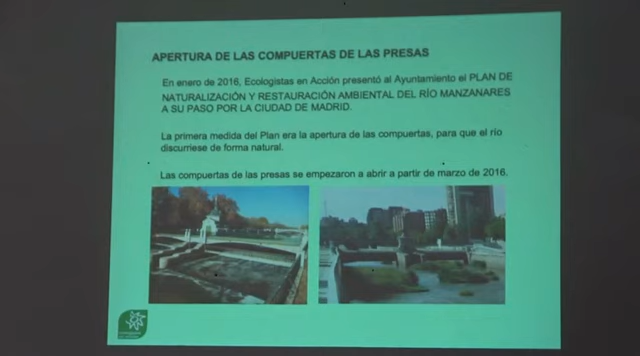 APERTURA DE LAS COMPUERTAS DE LAS PRESAS
En enero de 2016, Ecologistas en Acción presentó al Ayuntamiento el PLAN DE
NATURALIZACIÓN Y RESTAURACIÓN AMBIENTAL DEL RÍO MANZANARES
A SU PASO POR LA CIUDAD DE MADRID.
La primera medida del Plan era la apertura de las compuertas, para que el río
discurriese de forma natural.
Las compuertas de las presas se empezaron a abrir a partir de marzo de 2016.